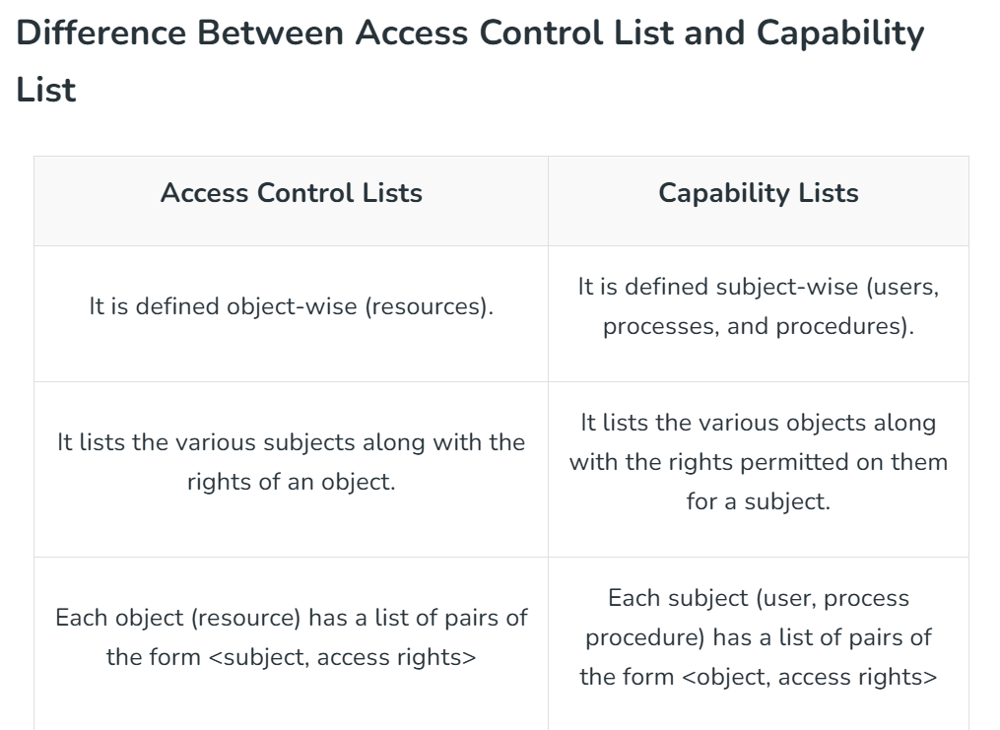 Difference Between Access Control List and Capability
List
Access Control Lists
Capability Lists
It is defined object-wise (resources).
It is defined subject-wise (users,
processes, and procedures).
It lists the various subjects along with the
rights of an object.
It lists the various objects along
with the rights permitted on them
for a subject.
Each object (resource) has a list of pairs of
the form <subject, access rights>
Each subject (user, process
procedure) has a list of pairs of
the form <object, access rights>